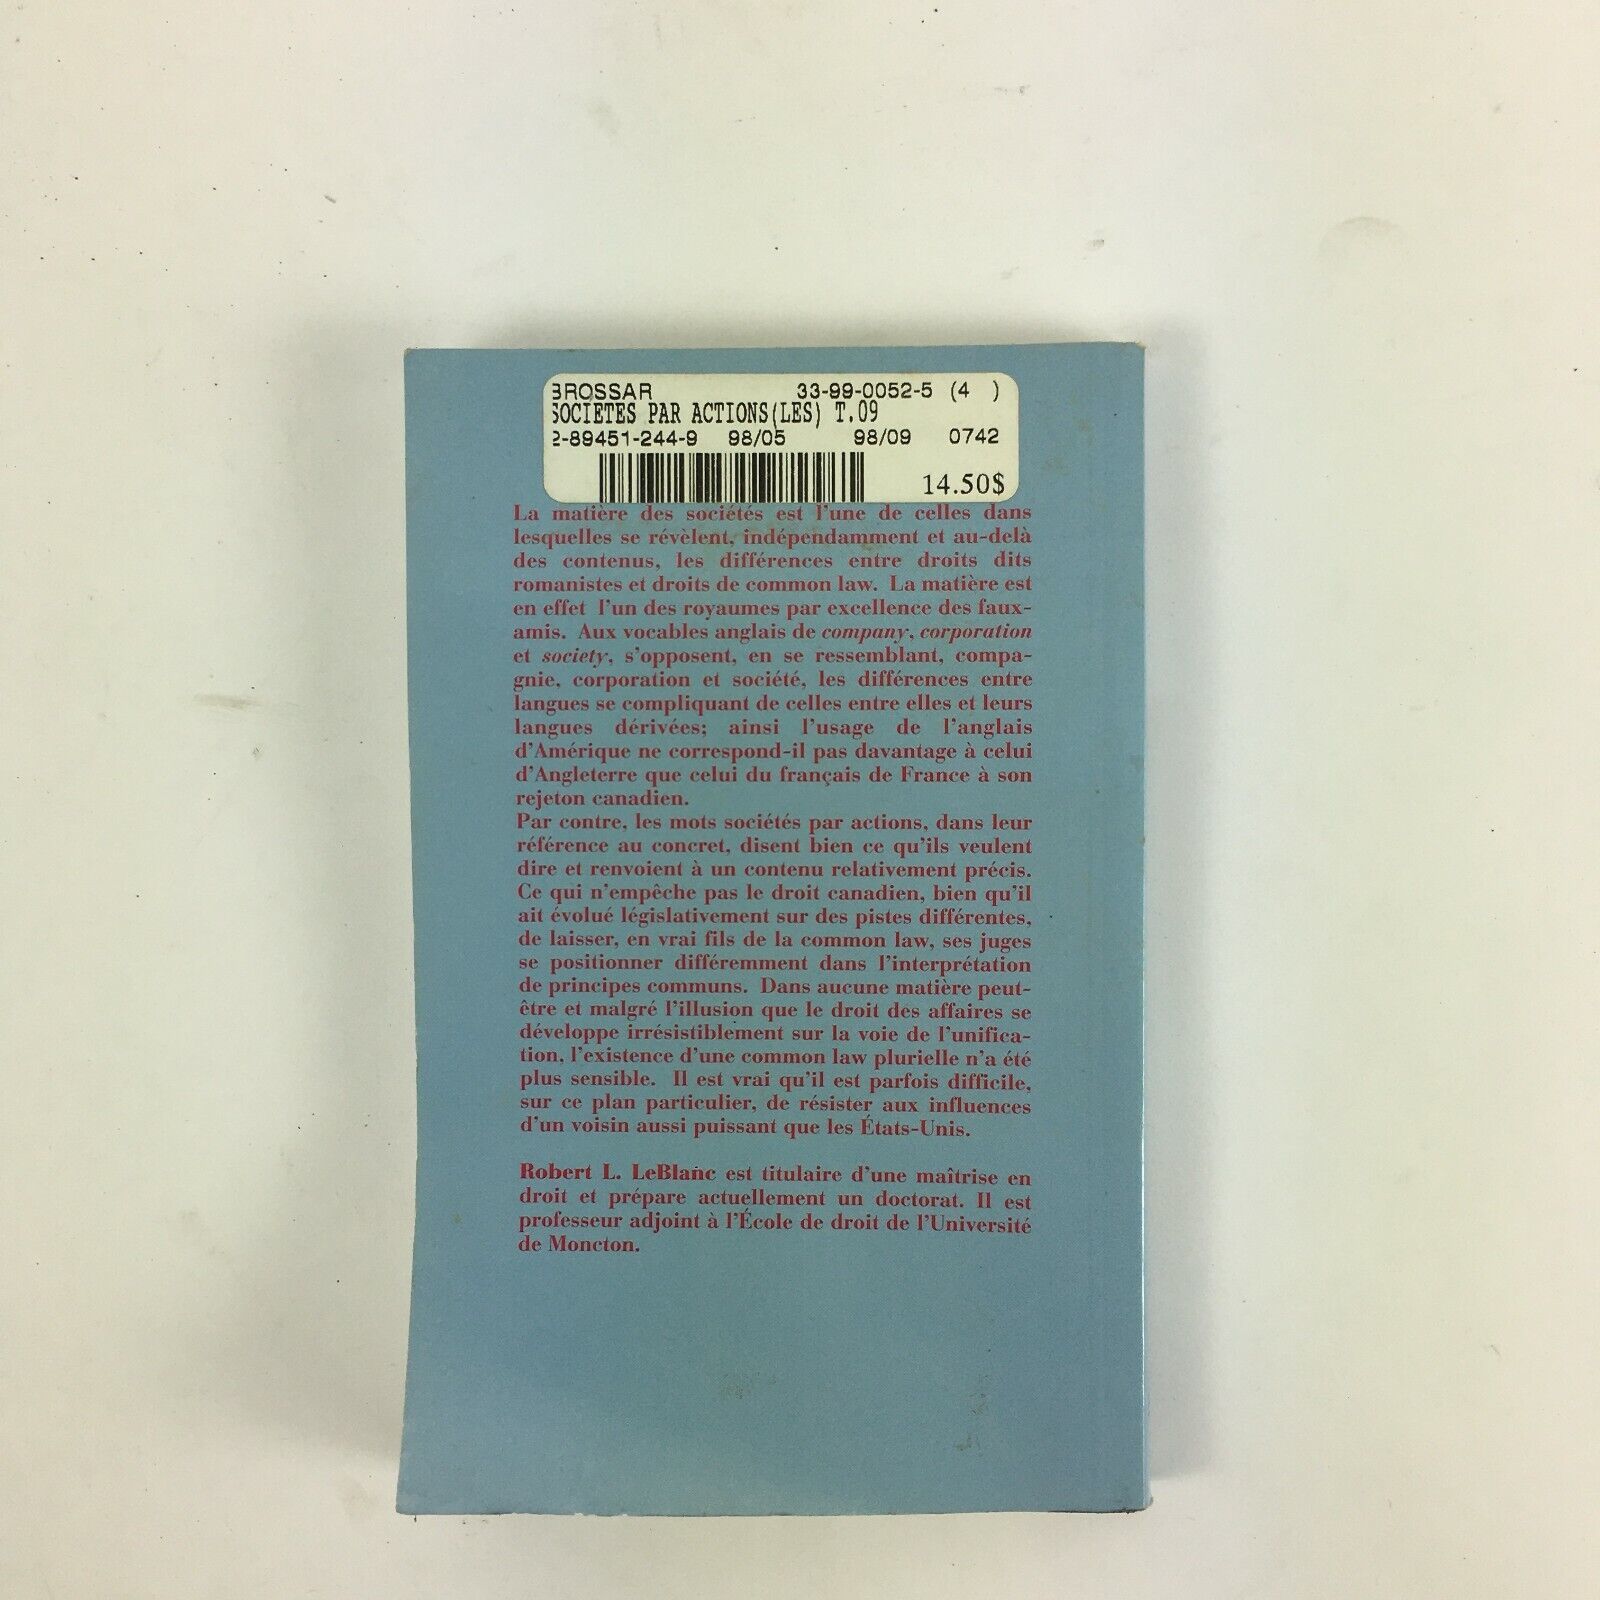 BROSSAR 33-99-0052-5 (4 )
SOCIETES PAR ACTIONS(LES) T.09
2-89451-244-9 98/05 98/09 0742
14.50$
La matière des sociétés est l'une de celles dans
lesquelles se révèlent, indépendamment et au-delà
des contenus, les différences entre droits dits
romanistes et droits de common law. La matière est
en effet l'un des royaumes par excellence des faux-
amis. Aux vocables anglais de company, corporation
et society, s'opposent, en se ressemblant, compa-
gnie, corporation et société, les différences entre
langues se compliquant de celles entre elles et leurs
langues dérivées; ainsi l'usage de l'anglais
d'Amérique ne correspond-il pas davantage à celui
d'Angleterre que celui du français de France à son
rejeton canadien.
Par contre, les mots sociétés par actions, dans leur
référence au concret, disent bien ce qu'ils veulent
dire et renvoient à un contenu relativement précis.
Ce qui n'empêche pas le droit canadien, bien qu'il
ait évolué législativement sur des pistes différentes,
de laisser, en vrai fils de la common law, ses juges
se positionner différemment dans l'interprétation
de principes communs. Dans aucune matière peut-
être et malgré l'illusion que le droit des affaires se
développe irrésistiblement sur la voie de l'unifica-
tion, l'existence d'une common law plurielle n'a été
plus sensible. Il est vrai qu'il est parfois difficile,
sur ce plan particulier, de résister aux influences
d'un voisin aussi puissant que les États-Unis.
Robert L. LeBlanc est titulaire d'une maîtrise en
droit et prépare actuellement un doctorat. Il est
professeur adjoint à l'École de droit de l'Université
de Moncton.